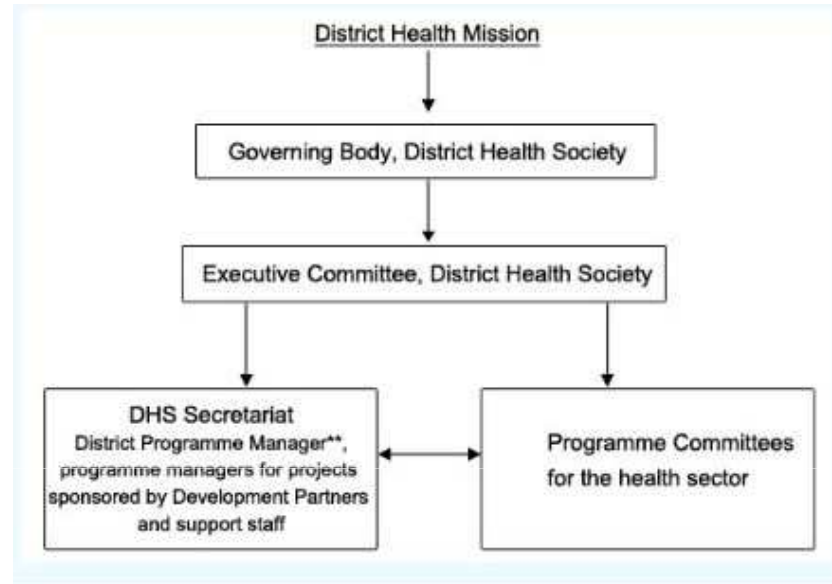 District Health Mission
Governing Body, District Health Society
Executive Committee, District Health Society
DHS Secretariat
District Programme Manager**,
programme managers for projects
sponsored by Development Partners
and support staff
Programme Committees
for the health sector